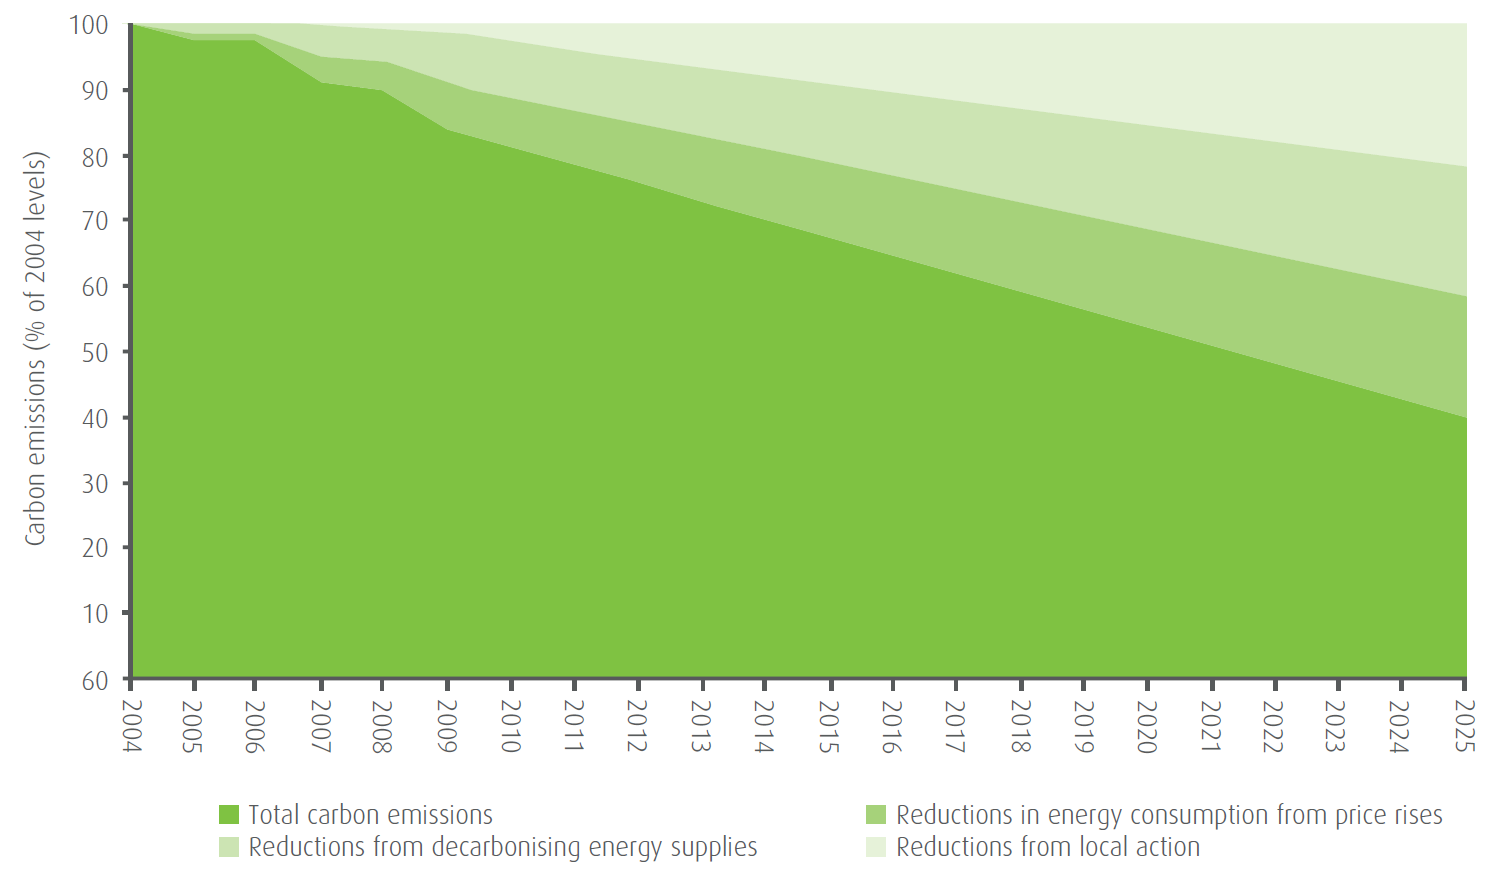 Carbon emissions (% of 2004 levels)
100
90
80
70
60
50
40
30
20
10
60
2004 2005 2006 2007 2008 2009 2010 2011 2012 2013 2014 2015 2016 2017 2018 2019 2020 2021 2022 2023 2024 2025
Total carbon emissions
Reductions in energy consumption from price rises
Reductions from decarbonising energy supplies
Reductions from local action